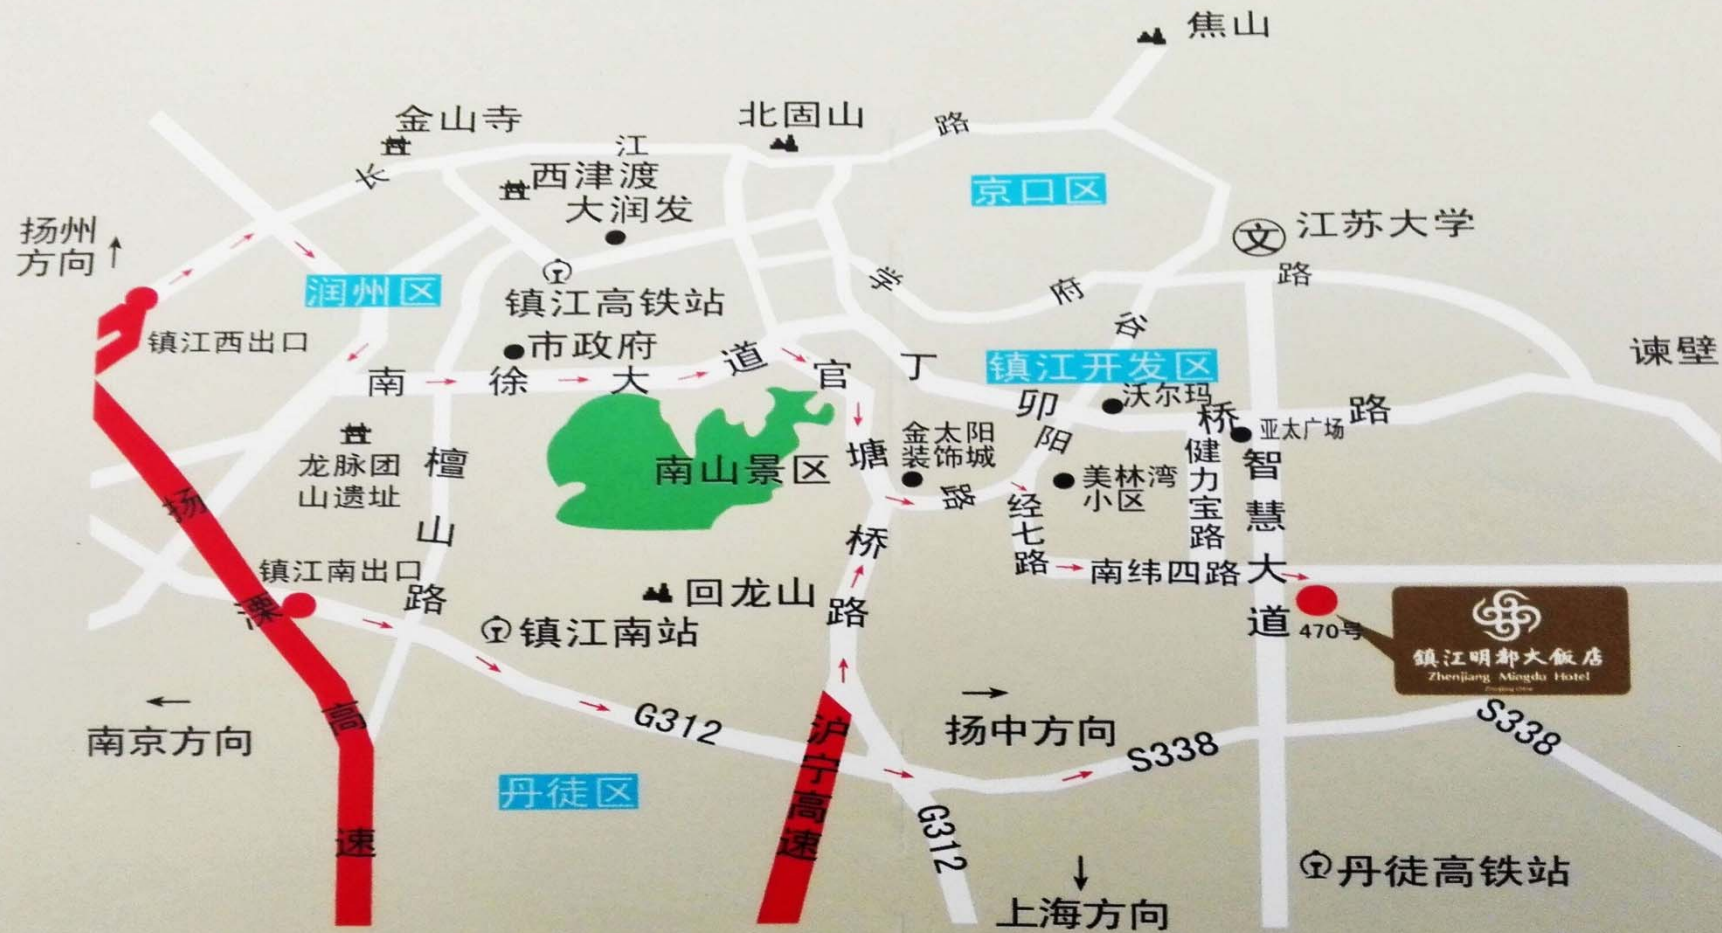 焦山
金山寺
北固山
长江路
西津渡
大润发
京口区
扬州
方向
江苏大学
润州区
镇江高铁站
学府路
谷阳路
镇江西出口
市政府
镇江开发区
谏壁
南徐大道
官塘桥路
丁卯桥路
沃尔玛
亚太广场
金太阳
装饰城
美林湾
小区
健力宝路
智慧大道
龙脉团
山遗址
檀山路
南山景区
经七路
南纬四路
扬溧高速
镇江南出口
回龙山
镇江南站
470号
鎮江明都大飯店
Zhenjiang Mingdu Hotel
南京方向
G312
扬中方向
S338
S338
沪宁高速
丹徒区
G312
丹徒高铁站
上海方向
文